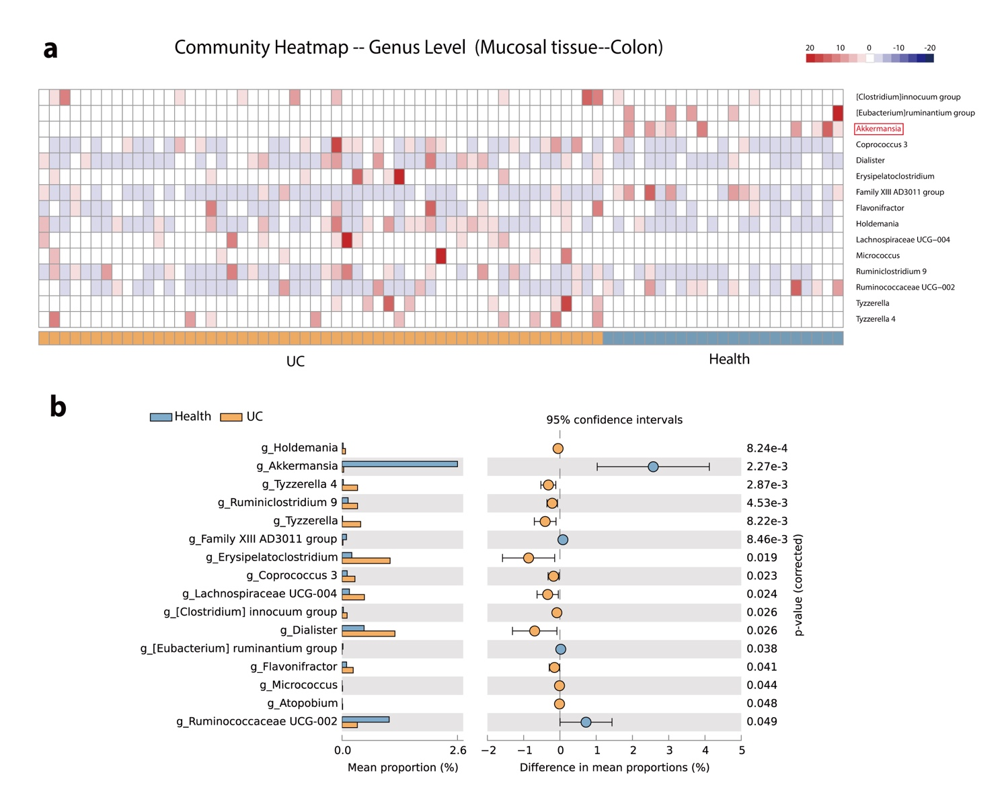 a
Community Heatmap -- Genus Level (Mucosal tissue--Colon)
20 10 0 -10 -20
[Clostridium]innocuum group
[Eubacterium]ruminantium group
Akkermansia
Coprococcus 3
Dialister
Erysipelatoclostridium
Family XIII AD3011 group
Flavonifractor
Holdemania
Lachnospiraceae UCG−004
Micrococcus
Ruminiclostridium 9
Ruminococcaceae UCG−002
Tyzzerella
Tyzzerella 4
UC
Health
b
Health UC
95% confidence intervals
g_Holdemania 8.24e-4
g_Akkermansia 2.27e-3
g_Tyzzerella 4 2.87e-3
g_Ruminiclostridium 9 4.53e-3
g_Tyzzerella 8.22e-3
g_Family XIII AD3011 group 8.46e-3
g_Erysipelatoclostridium 0.019
g_Coprococcus 3 0.023
g_Lachnospiraceae UCG-004 0.024
g_[Clostridium] innocuum group 0.026
g_Dialister 0.026
g_[Eubacterium] ruminantium group 0.038
g_Flavonifractor 0.041
g_Micrococcus 0.044
g_Atopobium 0.048
g_Ruminococcaceae UCG-002 0.049
p-value (corrected)
0.0 2.6 −2 −1 0 1 2 3 4 5
Mean proportion (%) Difference in mean proportions (%)